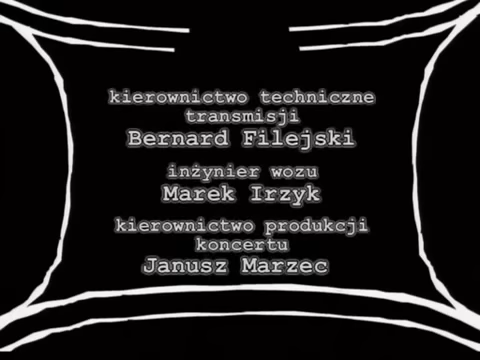 kierownictwo techniczne
transmisji
Bernard Filejski
inżynier wozu
Marek Irzyk
kierownictwo produkcji
koncertu
Janusz Marzec